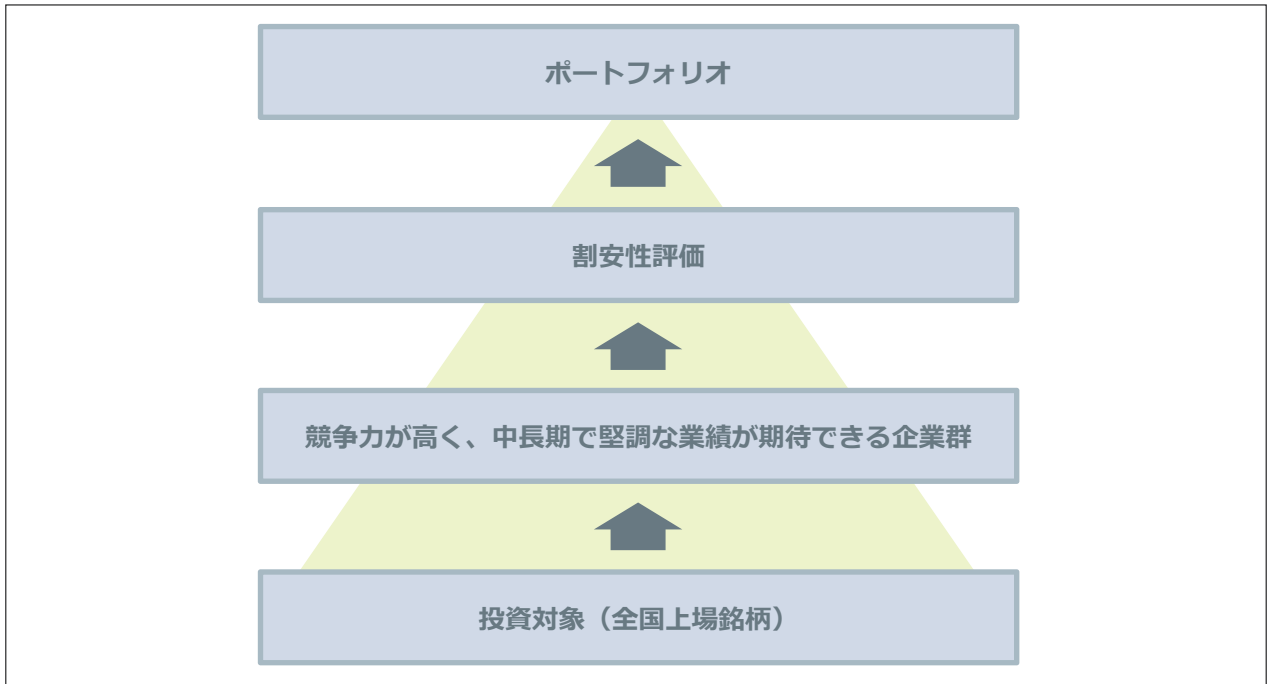 ポートフォリオ
割安性評価
競争力が高く、中長期で堅調な業績が期待できる企業群
投資対象（全国上場銘柄）